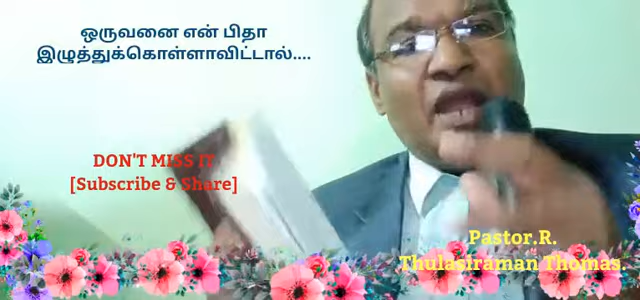 ஒருவனை என் பிதா
இழுத்துக்கொள்ளாவிட்டால்....
DON'T MISS IT
[Subscribe & Share]
Pastor.R.
Thulasiraman Thomas.